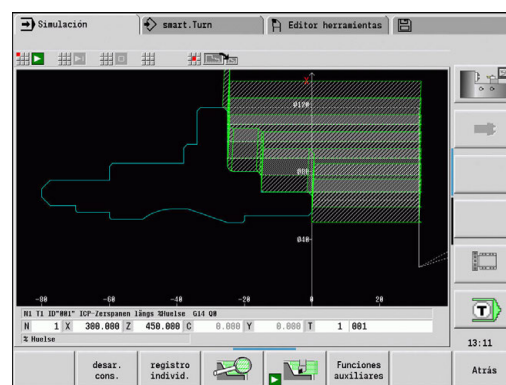 Simulación smart.Turn Editor herramientas
X
Ø120
Ø80
Ø40
-80 -60 -40 -20 0 20
N1 T1 ID"001" ICP-Zerspanen längs %Huelse G14 Q0
N 1 X 300.000 Z 450.000 C 0.000 Y 0.000 T 1 001
% Huelse
T
13:11
desar. cons. registro individ. Funciones auxiliares Atrás